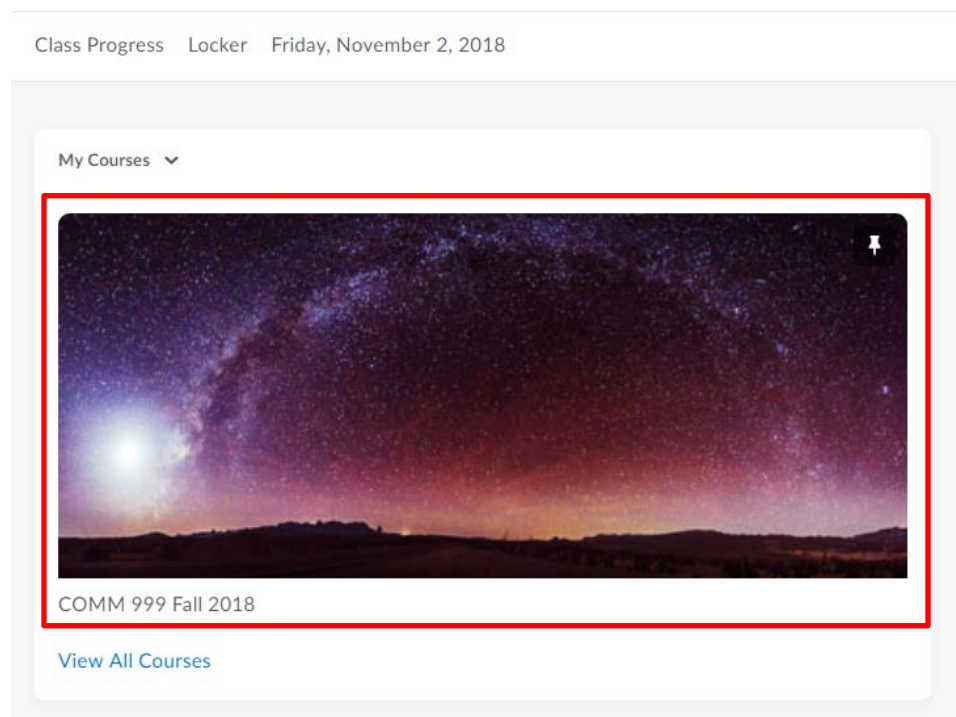 Class Progress Locker Friday, November 2, 2018
My Courses
COMM 999 Fall 2018
View All Courses